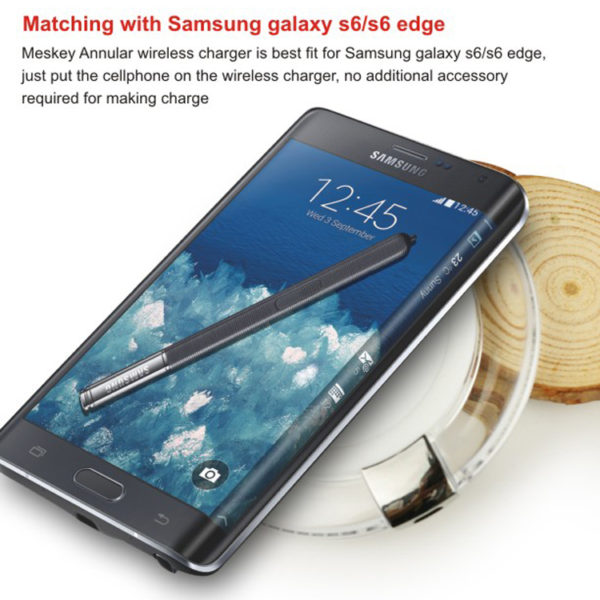 Matching with Samsung galaxy s6/s6 edge
Meskey Annular wireless charger is best fit for Samsung galaxy s6/s6 edge,
just put the cellphone on the wireless charger, no additional accessory
required for making charge
SAMSUNG
12:45
12:45
Wed 3 September
23 °C Sunny
SAMSUNG